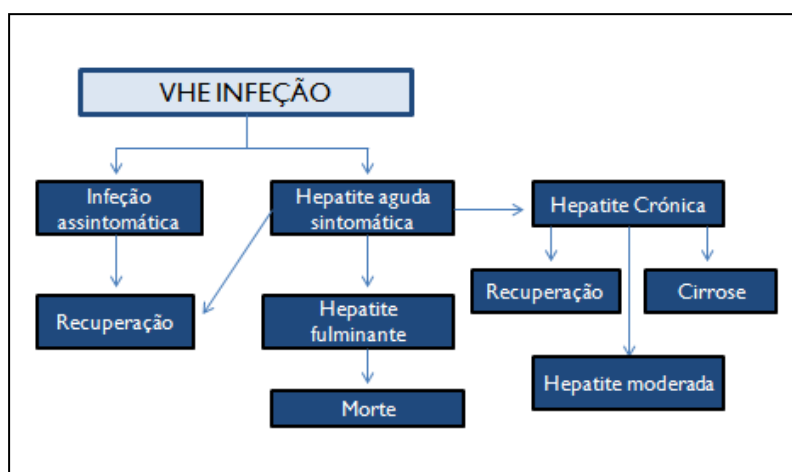 VHE INFEÇÃO
Infeção
assintomática
Hepatite aguda
sintomática
Hepatite Crónica
Recuperação
Hepatite
fulminante
Recuperação
Cirrose
Morte
Hepatite moderada